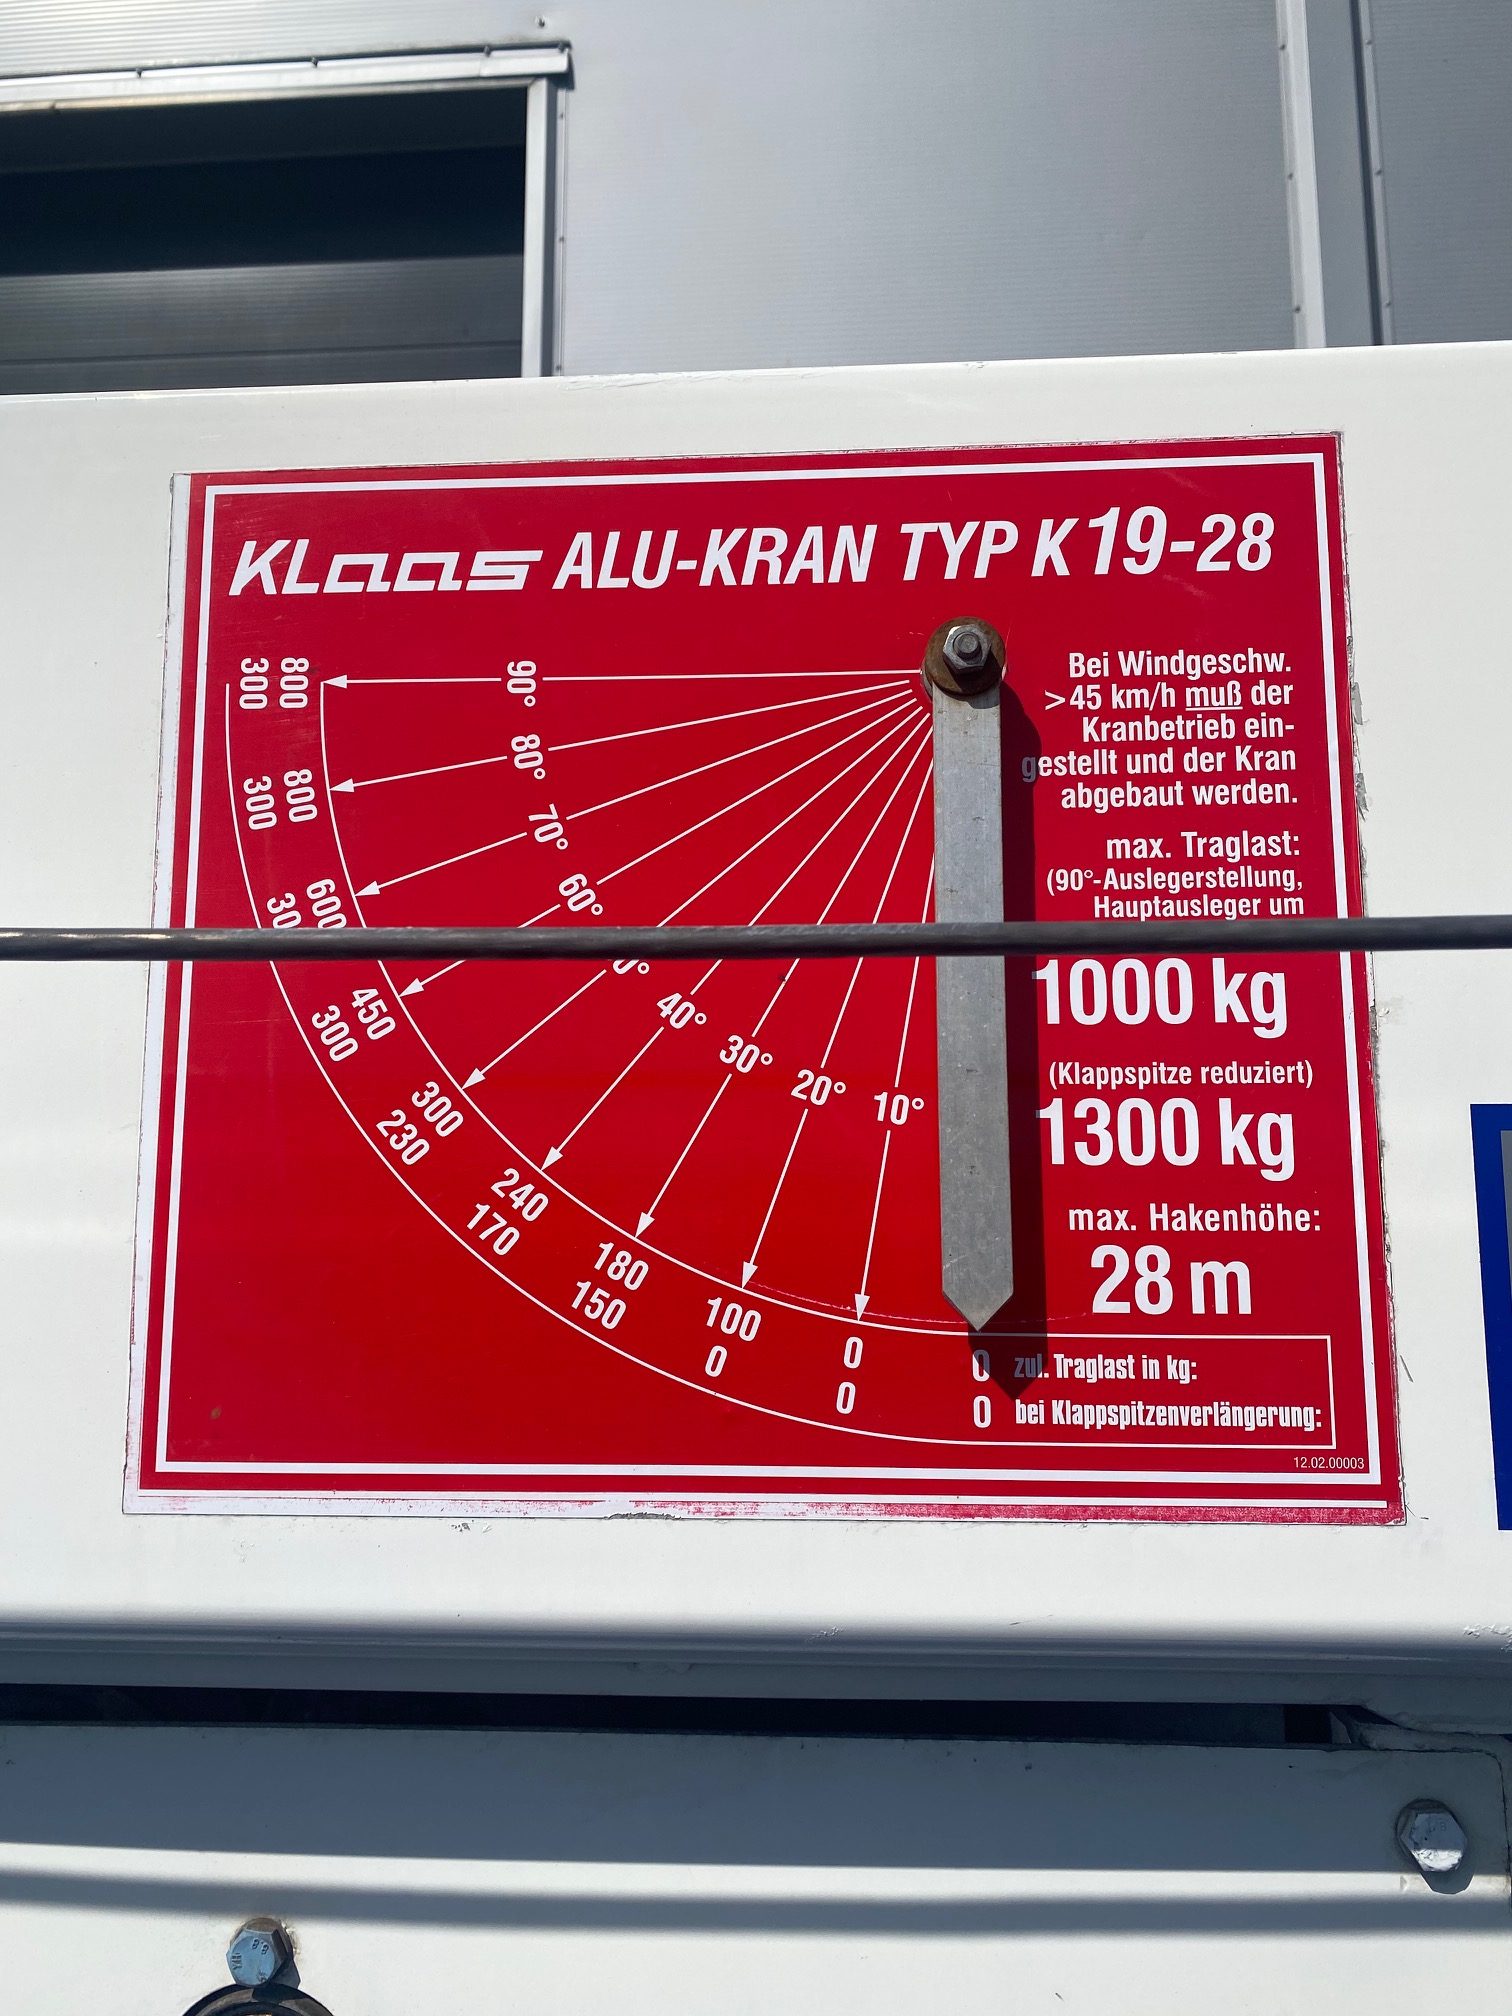 KLaas ALU-KRAN TYP K19-28
Bei Windgeschw.
>45 km/h muß der
Kranbetrieb ein-
gestellt und der Kran
abgebaut werden.
max. Traglast:
(90°-Auslegerstellung,
Hauptausleger um
1000 kg
(Klappspitze reduziert)
1300 kg
max. Hakenhöhe:
28 m
90°
80°
70°
60°
40°
30°
20°
10°
800
300
800
300
600
450
300
300
230
240
170
180
150
100
0
0
0
0 zul. Traglast in kg:
0 bei Klappspitzenverlängerung:
12.02.00003
8.8